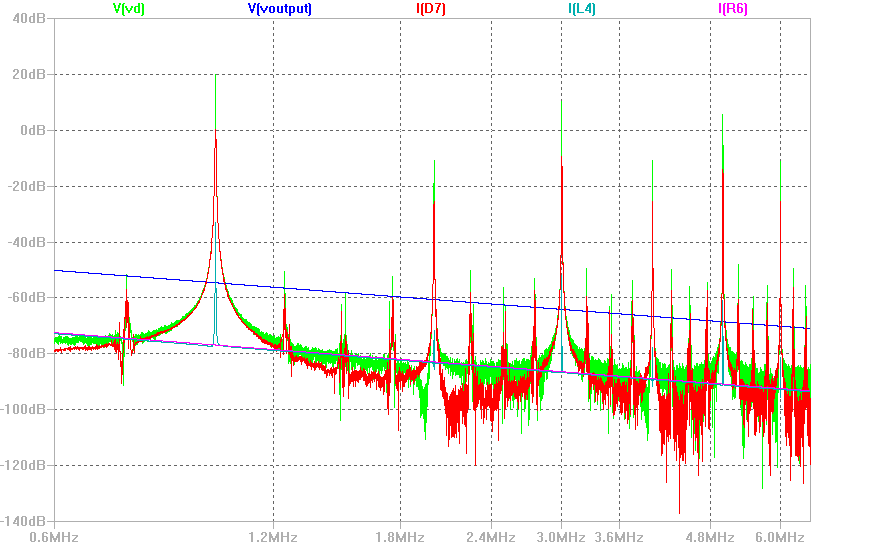 V(vd) V(voutput) I(D7) I(L4) I(R6)
40dB
20dB
0dB
-20dB
-40dB
-60dB
-80dB
-100dB
-120dB
-140dB
0.6MHz 1.2MHz 1.8MHz 2.4MHz 3.0MHz 3.6MHz 4.8MHz 6.0MHz